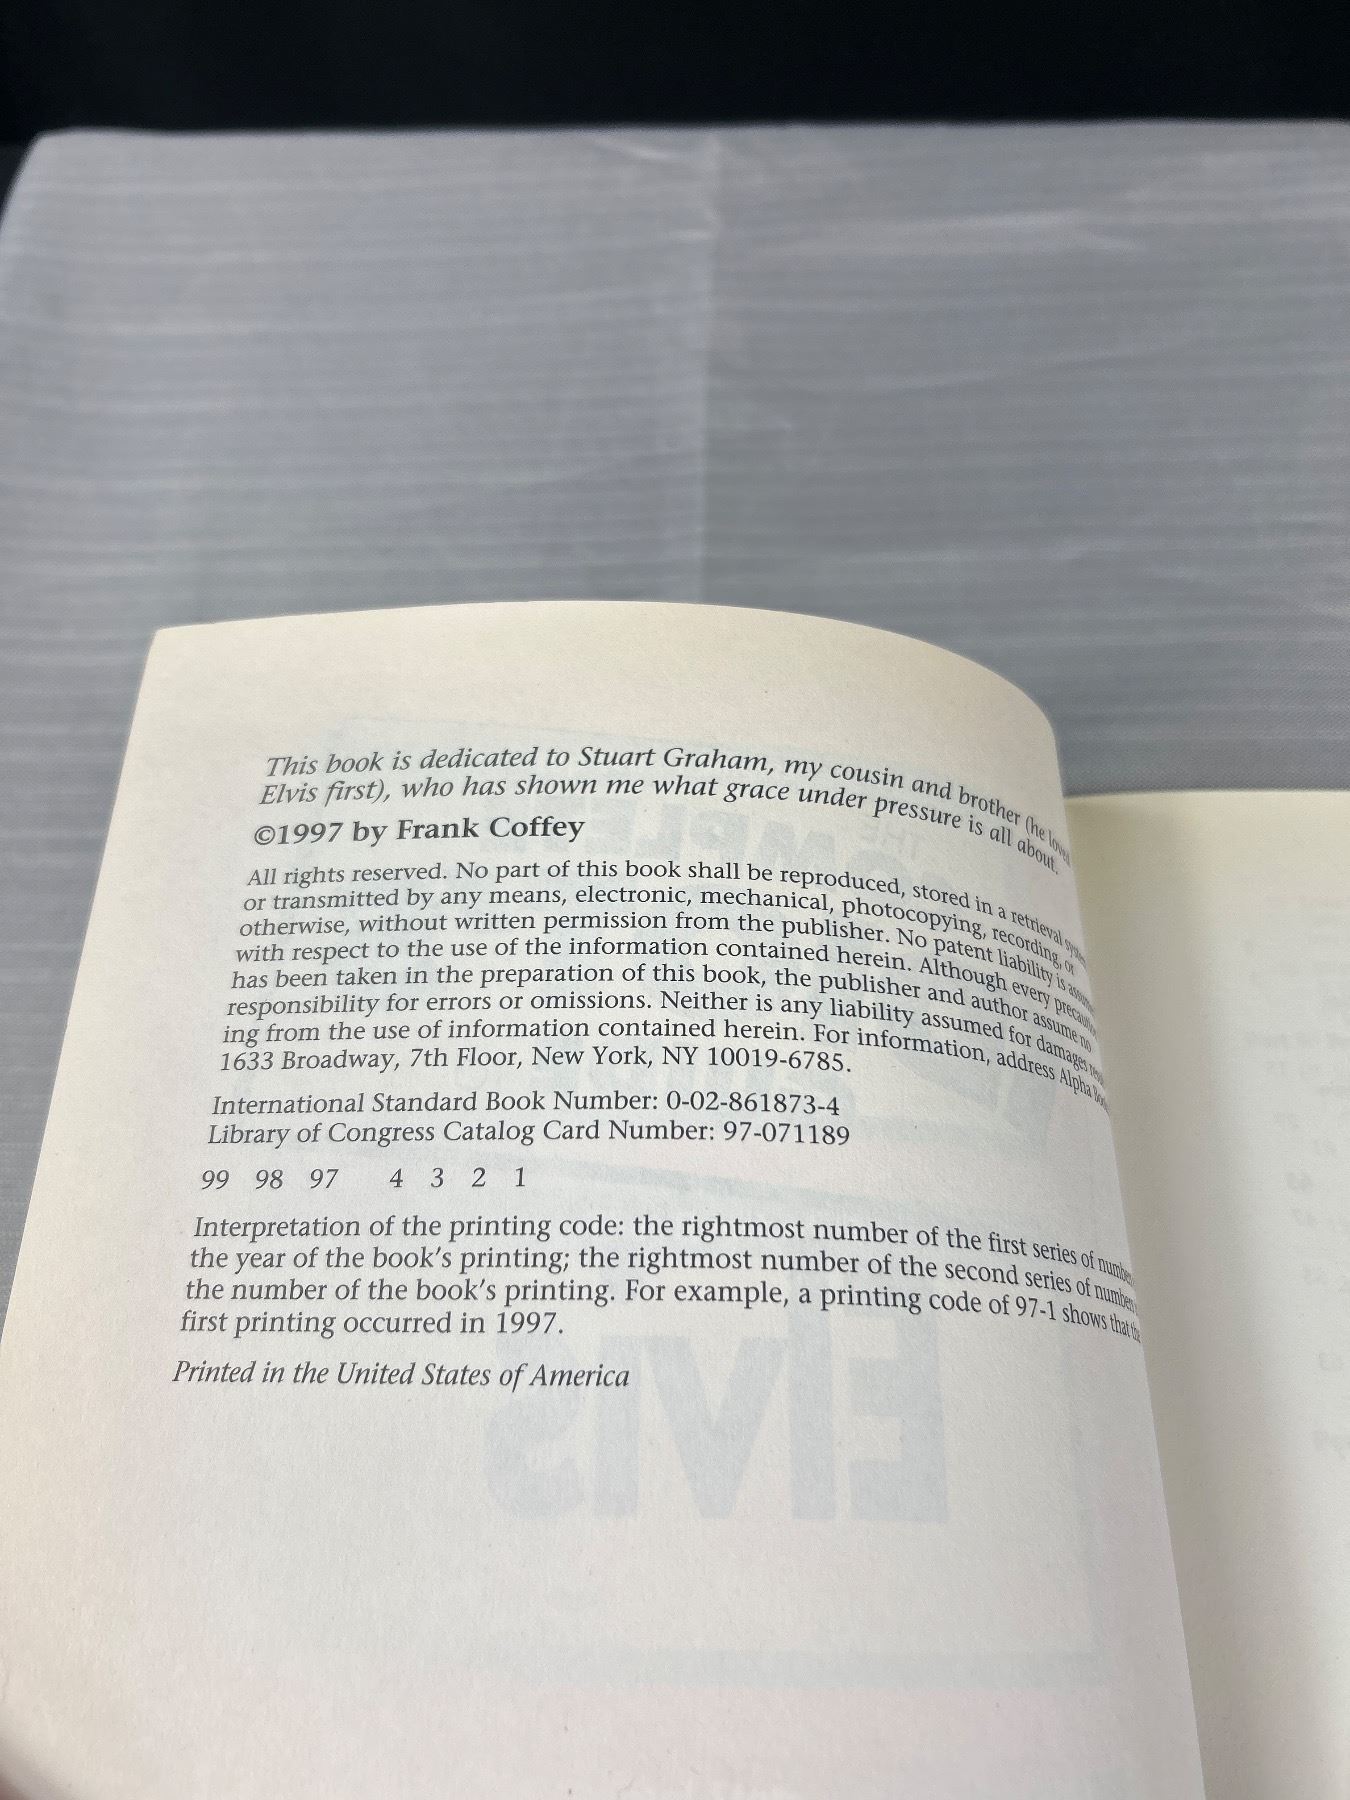 This book is dedicated to Stuart Graham, my cousin and brother (he loved
Elvis first), who has shown me what grace under pressure is all about.
©1997 by Frank Coffey
All rights reserved. No part of this book shall be reproduced, stored in a retrieval
or transmitted by any means, electronic, mechanical, photocopying, recording, or
otherwise, without written permission from the publisher. No patent liability is
with respect to the use of the information contained herein. Although every precaution
has been taken in the preparation of this book, the publisher and author assume no
responsibility for errors or omissions. Neither is any liability assumed for damages
ing from the use of information contained herein. For information, address Alpha
1633 Broadway, 7th Floor, New York, NY 10019-6785.
International Standard Book Number: 0-02-861873-4
Library of Congress Catalog Card Number: 97-071189
99 98 97 4 3 2 1
Interpretation of the printing code: the rightmost number of the first series of
the year of the book's printing; the rightmost number of the second series of
the number of the book's printing. For example, a printing code of 97-1 shows that the
first printing occurred in 1997.
Printed in the United States of America
ElVIS